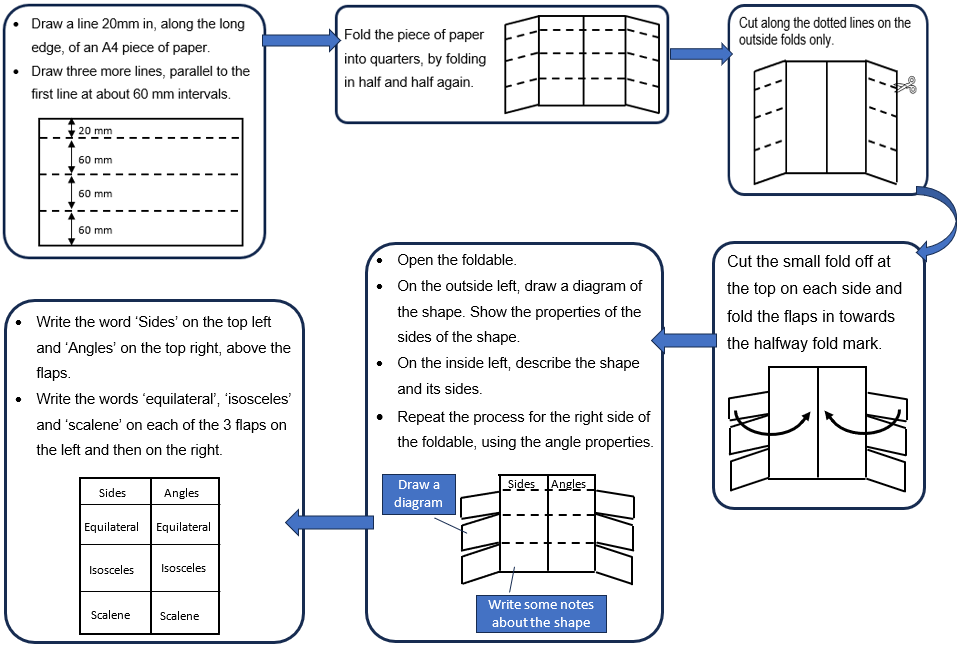 • Draw a line 20mm in, along the long
edge, of an A4 piece of paper.
• Draw three more lines, parallel to the
first line at about 60 mm intervals.
20 mm
60 mm
60 mm
60 mm
Fold the piece of paper
into quarters, by folding
in half and half again.
Cut along the dotted lines on the
outside folds only.
Cut the small fold off at
the top on each side and
fold the flaps in towards
the halfway fold mark.
• Open the foldable.
• On the outside left, draw a diagram of
the shape. Show the properties of the
sides of the shape.
• On the inside left, describe the shape
and its sides.
• Repeat the process for the right side of
the foldable, using the angle properties.
Draw a
diagram
Sides Angles
Write some notes
about the shape
• Write the word ‘Sides’ on the top left
and ‘Angles’ on the top right, above the
flaps.
• Write the words ‘equilateral’, ‘isosceles’
and ‘scalene’ on each of the 3 flaps on
the left and then on the right.
Sides Angles
Equilateral Equilateral
Isosceles Isosceles
Scalene Scalene